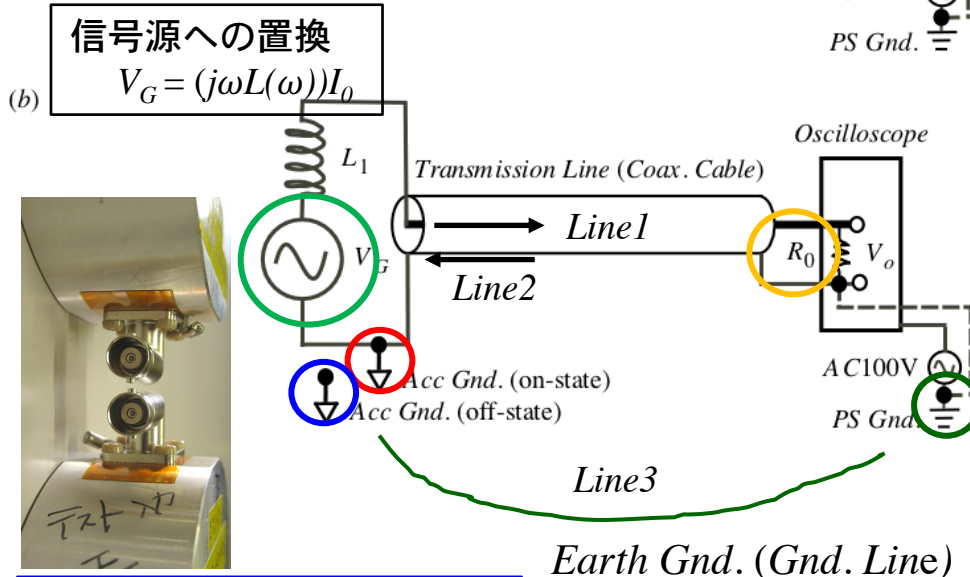 PS Gnd.
信号源への置換
V_G = (jωL(ω))I_0
(b)
Oscilloscope
L_1
Transmission Line (Coax. Cable)
Line1
V_G
R_0
V_o
Line2
AC100V
Acc Gnd. (on-state)
Acc Gnd. (off-state)
PS Gnd.
Line3
テスト
Earth Gnd. (Gnd. Line)